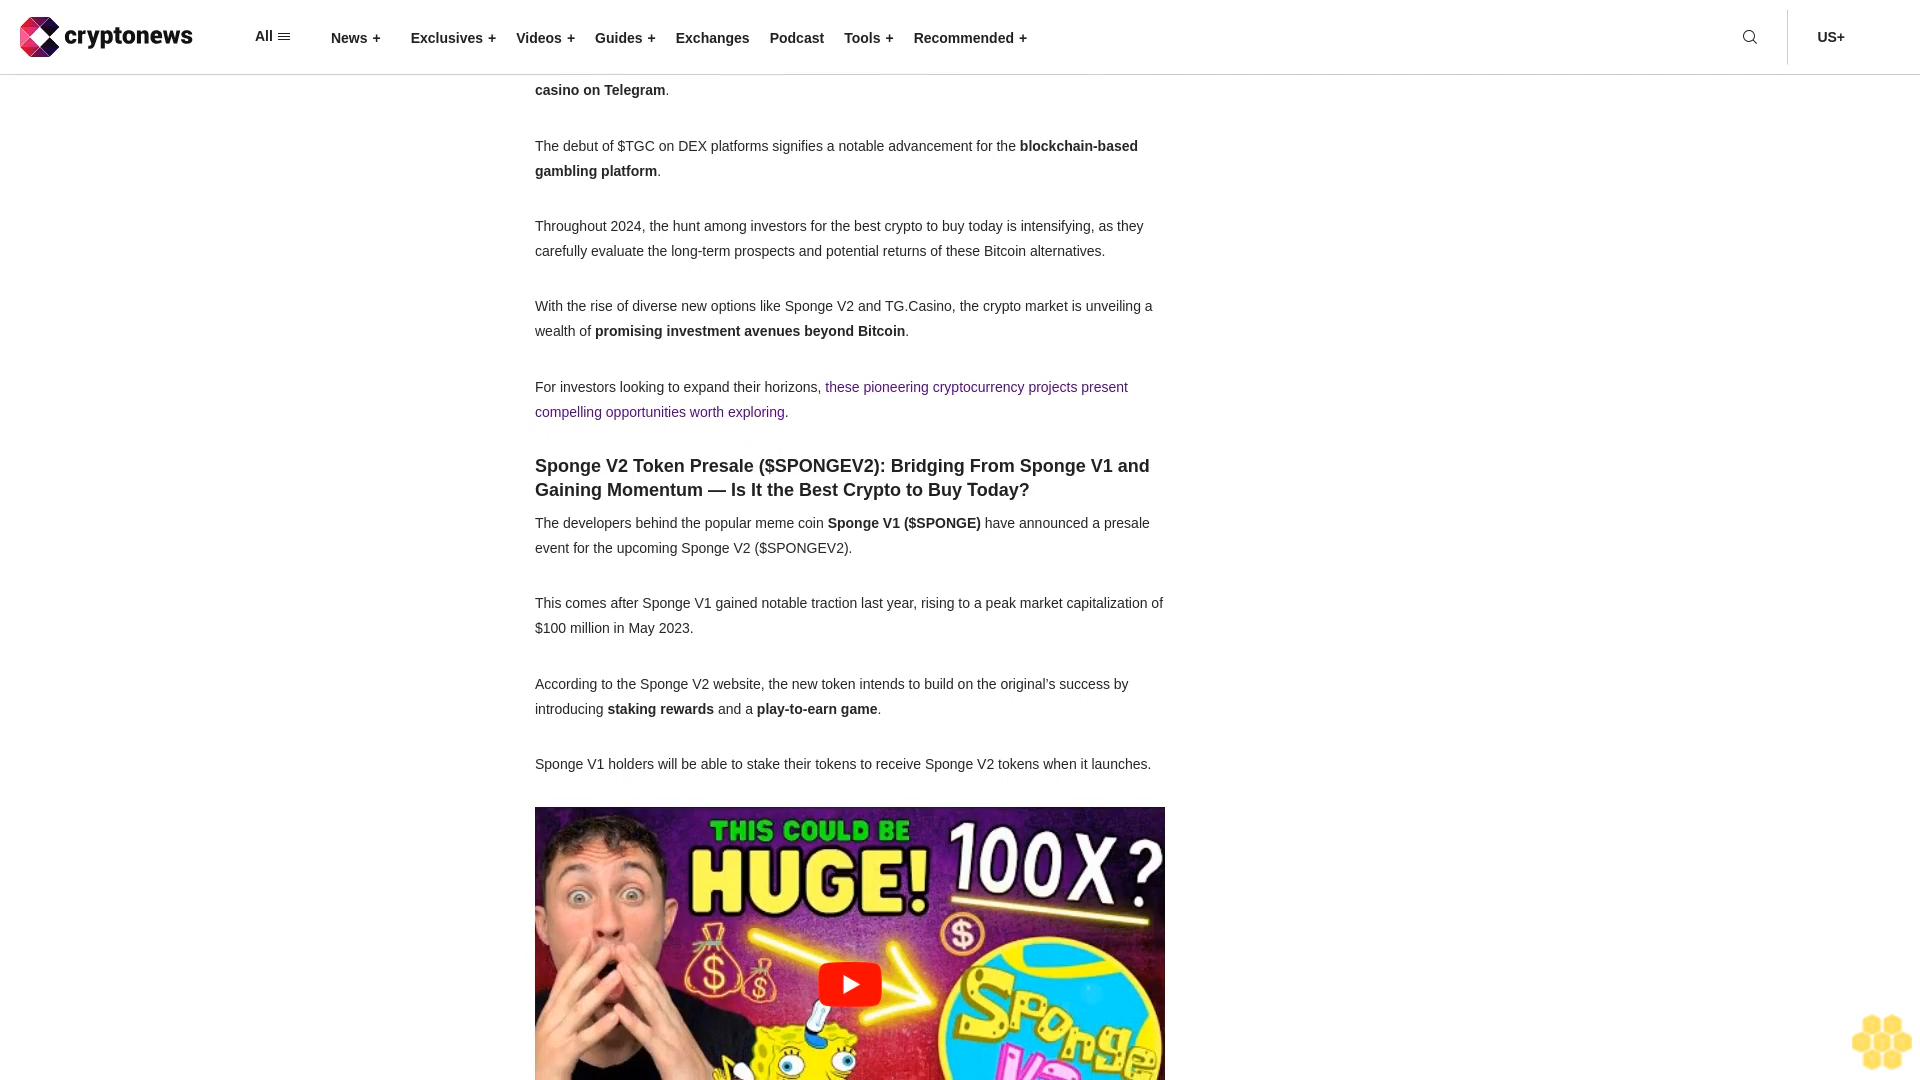 cryptonews
All
News +
Exclusives +
Videos +
Guides +
Exchanges
Podcast
Tools +
Recommended +
US+
casino on Telegram.
The debut of $TGC on DEX platforms signifies a notable advancement for the blockchain-based
gambling platform.
Throughout 2024, the hunt among investors for the best crypto to buy today is intensifying, as they
carefully evaluate the long-term prospects and potential returns of these Bitcoin alternatives.
With the rise of diverse new options like Sponge V2 and TG.Casino, the crypto market is unveiling a
wealth of promising investment avenues beyond Bitcoin.
For investors looking to expand their horizons, these pioneering cryptocurrency projects present
compelling opportunities worth exploring.
Sponge V2 Token Presale ($SPONGEV2): Bridging From Sponge V1 and
Gaining Momentum — Is It the Best Crypto to Buy Today?
The developers behind the popular meme coin Sponge V1 ($SPONGE) have announced a presale
event for the upcoming Sponge V2 ($SPONGEV2).
This comes after Sponge V1 gained notable traction last year, rising to a peak market capitalization of
$100 million in May 2023.
According to the Sponge V2 website, the new token intends to build on the original’s success by
introducing staking rewards and a play-to-earn game.
Sponge V1 holders will be able to stake their tokens to receive Sponge V2 tokens when it launches.
THIS COULD BE
HUGE!
100X?
$
$
$
Sponge
V2